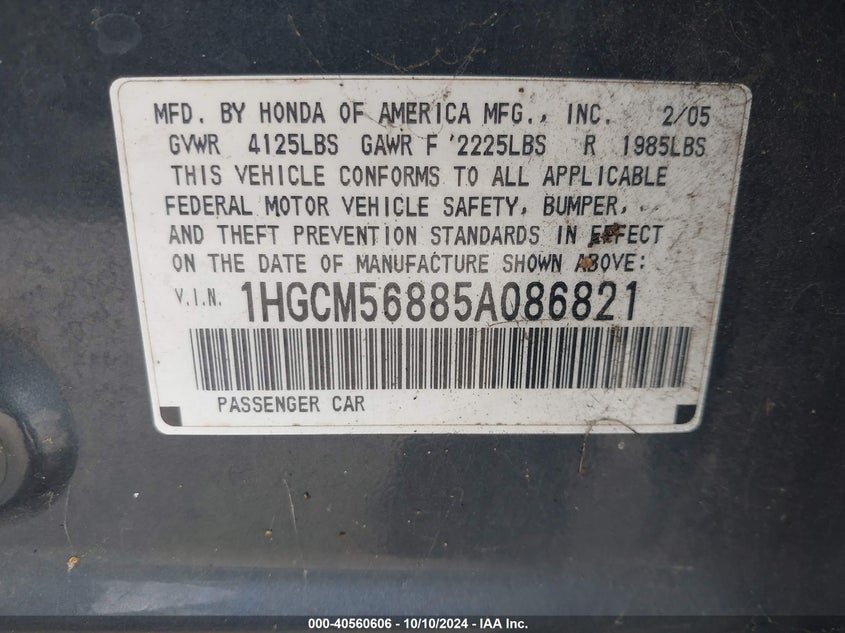 MFD. BY HONDA OF AMERICA MFG., INC. 2/05
GVWR 4125LBS GAWR F 2225LBS R 1985LBS
THIS VEHICLE CONFORMS TO ALL APPLICABLE
FEDERAL MOTOR VEHICLE SAFETY, BUMPER,
AND THEFT PREVENTION STANDARDS IN EFFECT
ON THE DATE OF MANUFACTURE SHOWN ABOVE:
V.I.N. 1HGCM56885A086821
PASSENGER CAR
000-40560606 - 10/10/2024 - IAA Inc.